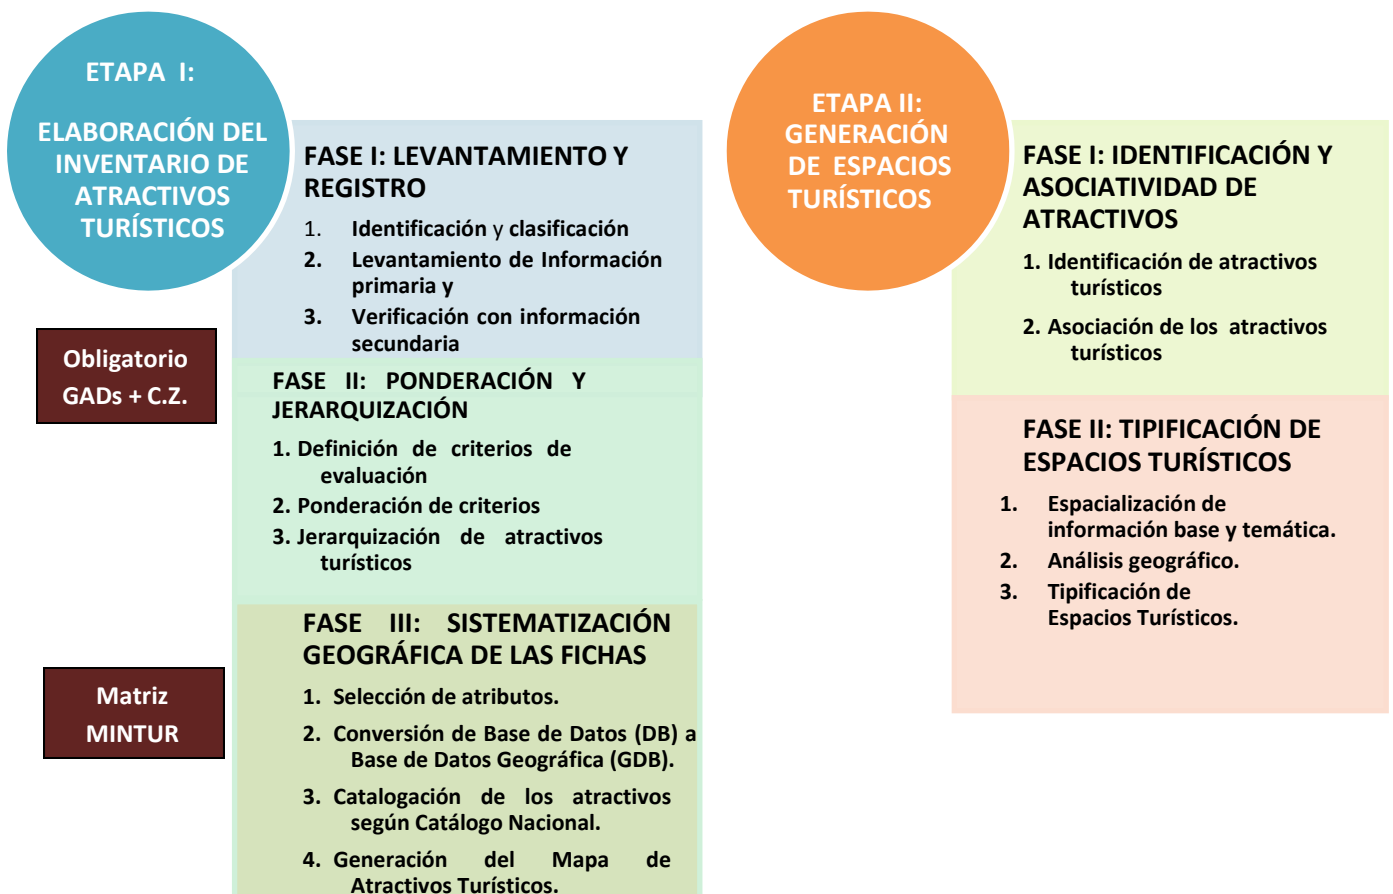 ETAPA I:
ELABORACIÓN DEL
INVENTARIO DE
ATRACTIVOS
TURÍSTICOS
FASE I: LEVANTAMIENTO Y
REGISTRO
1. Identificación y clasificación
2. Levantamiento de Información
primaria y
3. Verificación con información
secundaria
Obligatorio
GADs + C.Z.
FASE II: PONDERACIÓN Y
JERARQUIZACIÓN
1. Definición de criterios de
evaluación
2. Ponderación de criterios
3. Jerarquización de atractivos
turísticos
Matriz
MINTUR
FASE III: SISTEMATIZACIÓN
GEOGRÁFICA DE LAS FICHAS
1. Selección de atributos.
2. Conversión de Base de Datos (DB) a
Base de Datos Geográfica (GDB).
3. Catalogación de los atractivos
según Catálogo Nacional.
4. Generación del Mapa de
Atractivos Turísticos.
ETAPA II:
GENERACIÓN
DE ESPACIOS
TURÍSTICOS
FASE I: IDENTIFICACIÓN Y
ASOCIATIVIDAD DE
ATRACTIVOS
1. Identificación de atractivos
turísticos
2. Asociación de los atractivos
turísticos
FASE II: TIPIFICACIÓN DE
ESPACIOS TURÍSTICOS
1. Espacialización de
información base y temática.
2. Análisis geográfico.
3. Tipificación de
Espacios Turísticos.